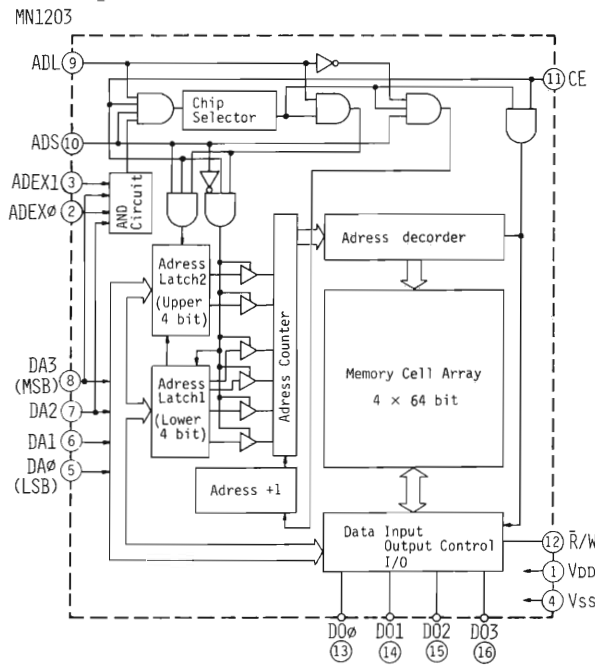 MN1203
ADL 9
11 CE
Chip
Selector
ADS 10
ADEX1 3
ADEXØ 2
AND
Circuit
Adress
Latch2
(Upper
4 bit)
Adress decorder
Adress Counter
Memory Cell Array
4 × 64 bit
DA3 8
(MSB)
DA2 7
DA1 6
DAØ 5
(LSB)
Adress
Latch1
(Lower
4 bit)
Adress +1
Data Input
Output Control
I/O
12 R̄/W
1 VDD
4 VSS
DOø DO1 DO2 DO3
13 14 15 16